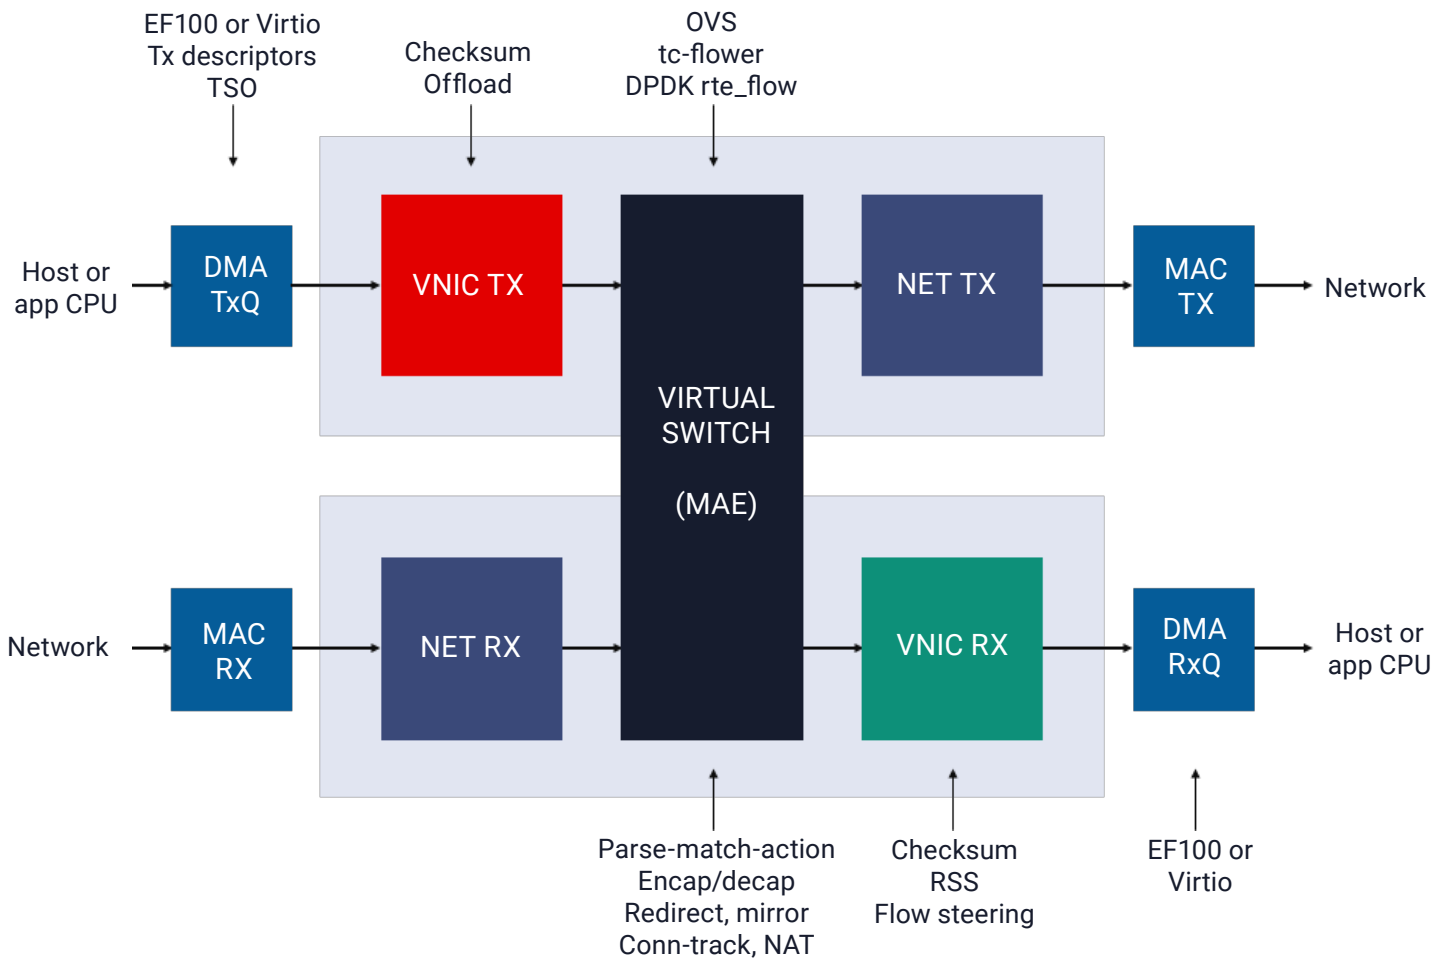 EF100 or Virtio
Tx descriptors
TSO
Checksum
Offload
OVS
tc-flower
DPDK rte_flow
Host or
app CPU
DMA
TxQ
VNIC TX
NET TX
MAC
TX
Network
VIRTUAL
SWITCH
(MAE)
Network
MAC
RX
NET RX
VNIC RX
DMA
RxQ
Host or
app CPU
Parse-match-action
Encap/decap
Redirect, mirror
Conn-track, NAT
Checksum
RSS
Flow steering
EF100 or
Virtio